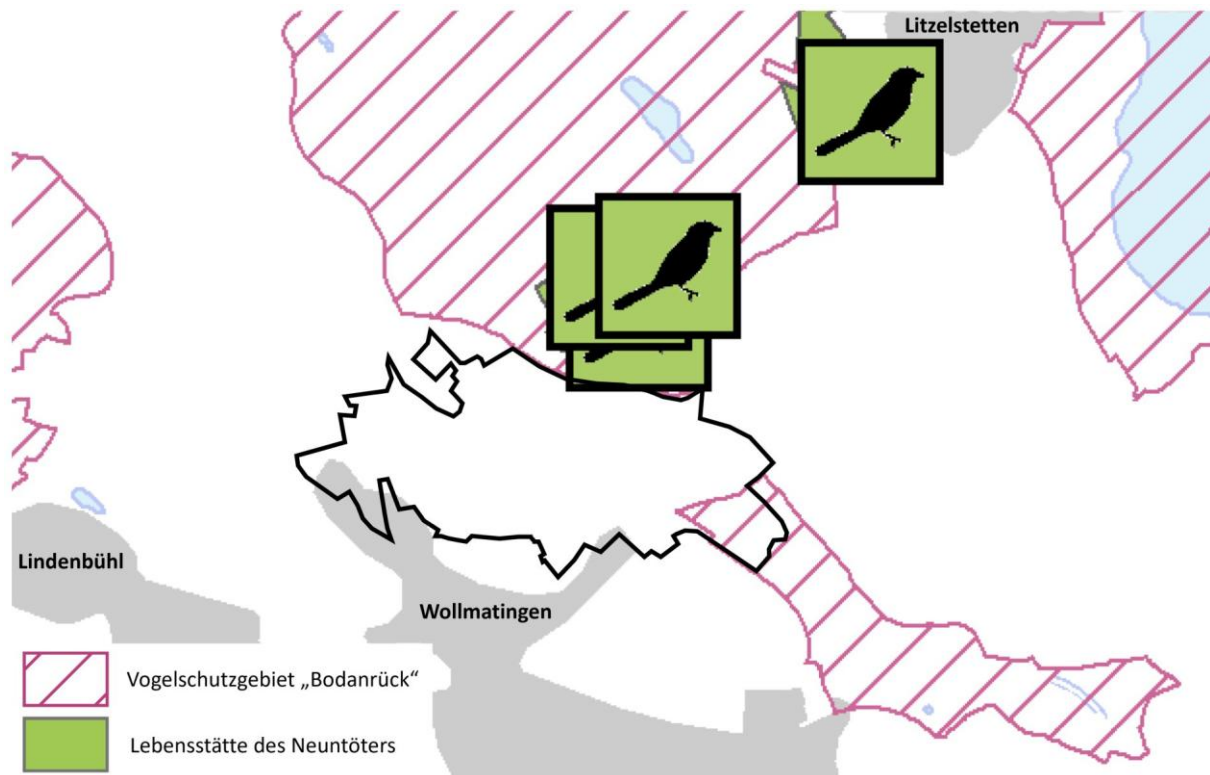 Litzelstetten
Lindenbühl
Wollmatingen
Vogelschutzgebiet „Bodanrück“
Lebensstätte des Neuntöters